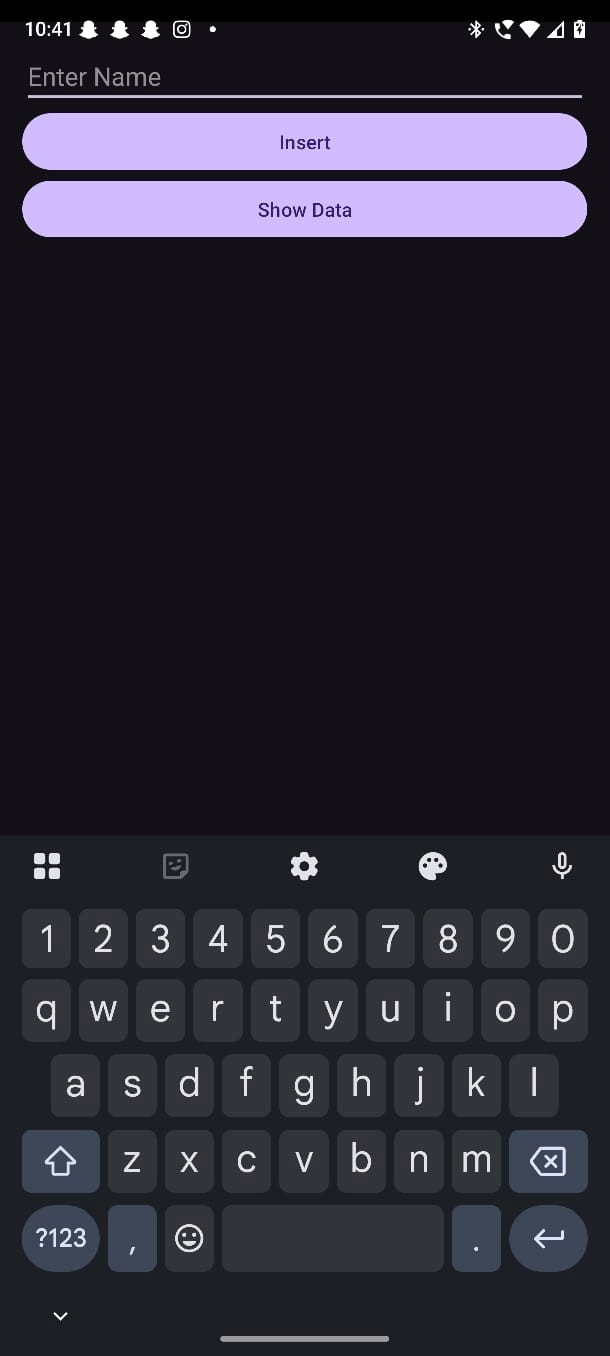 10:41
Enter Name
Insert
Show Data
1 2 3 4 5 6 7 8 9 0
q w e r t y u i o p
a s d f g h j k l
z x c v b n m
?123 , .